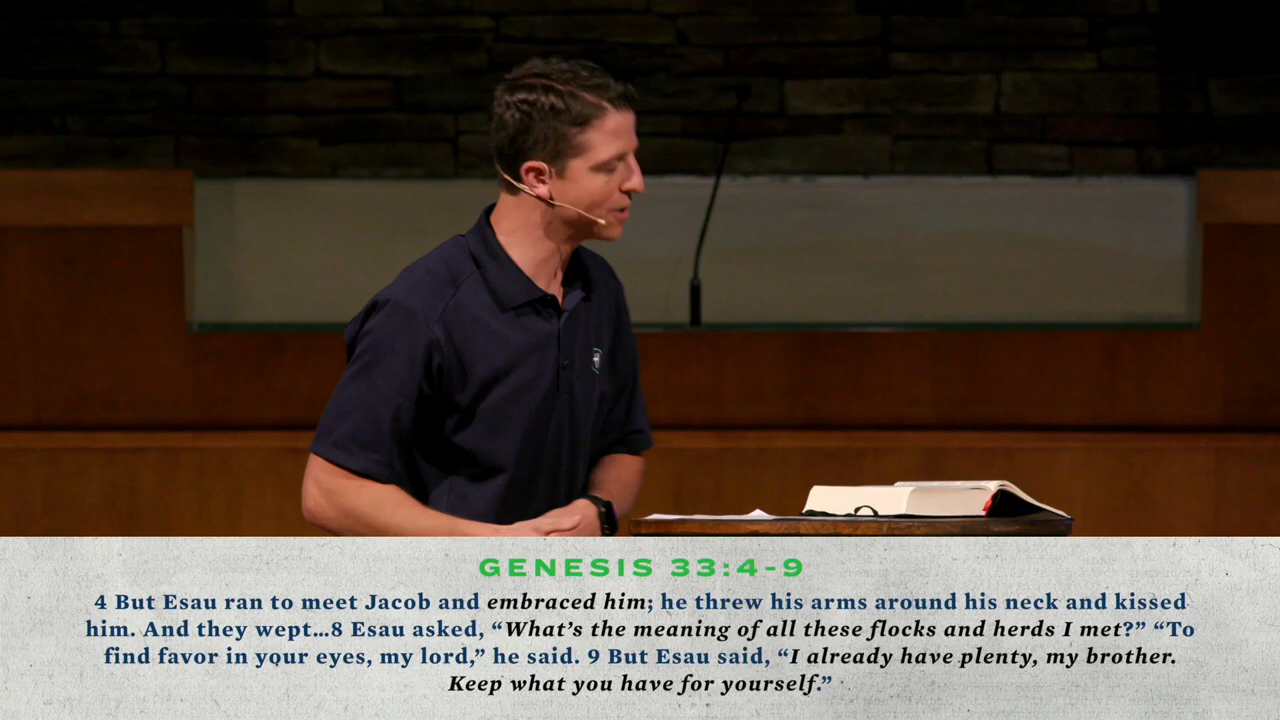 GENESIS 33:4-9
4 But Esau ran to meet Jacob and embraced him; he threw his arms around his neck and kissed
him. And they wept…8 Esau asked, “What’s the meaning of all these flocks and herds I met?” “To
find favor in your eyes, my lord,” he said. 9 But Esau said, “I already have plenty, my brother.
Keep what you have for yourself.”